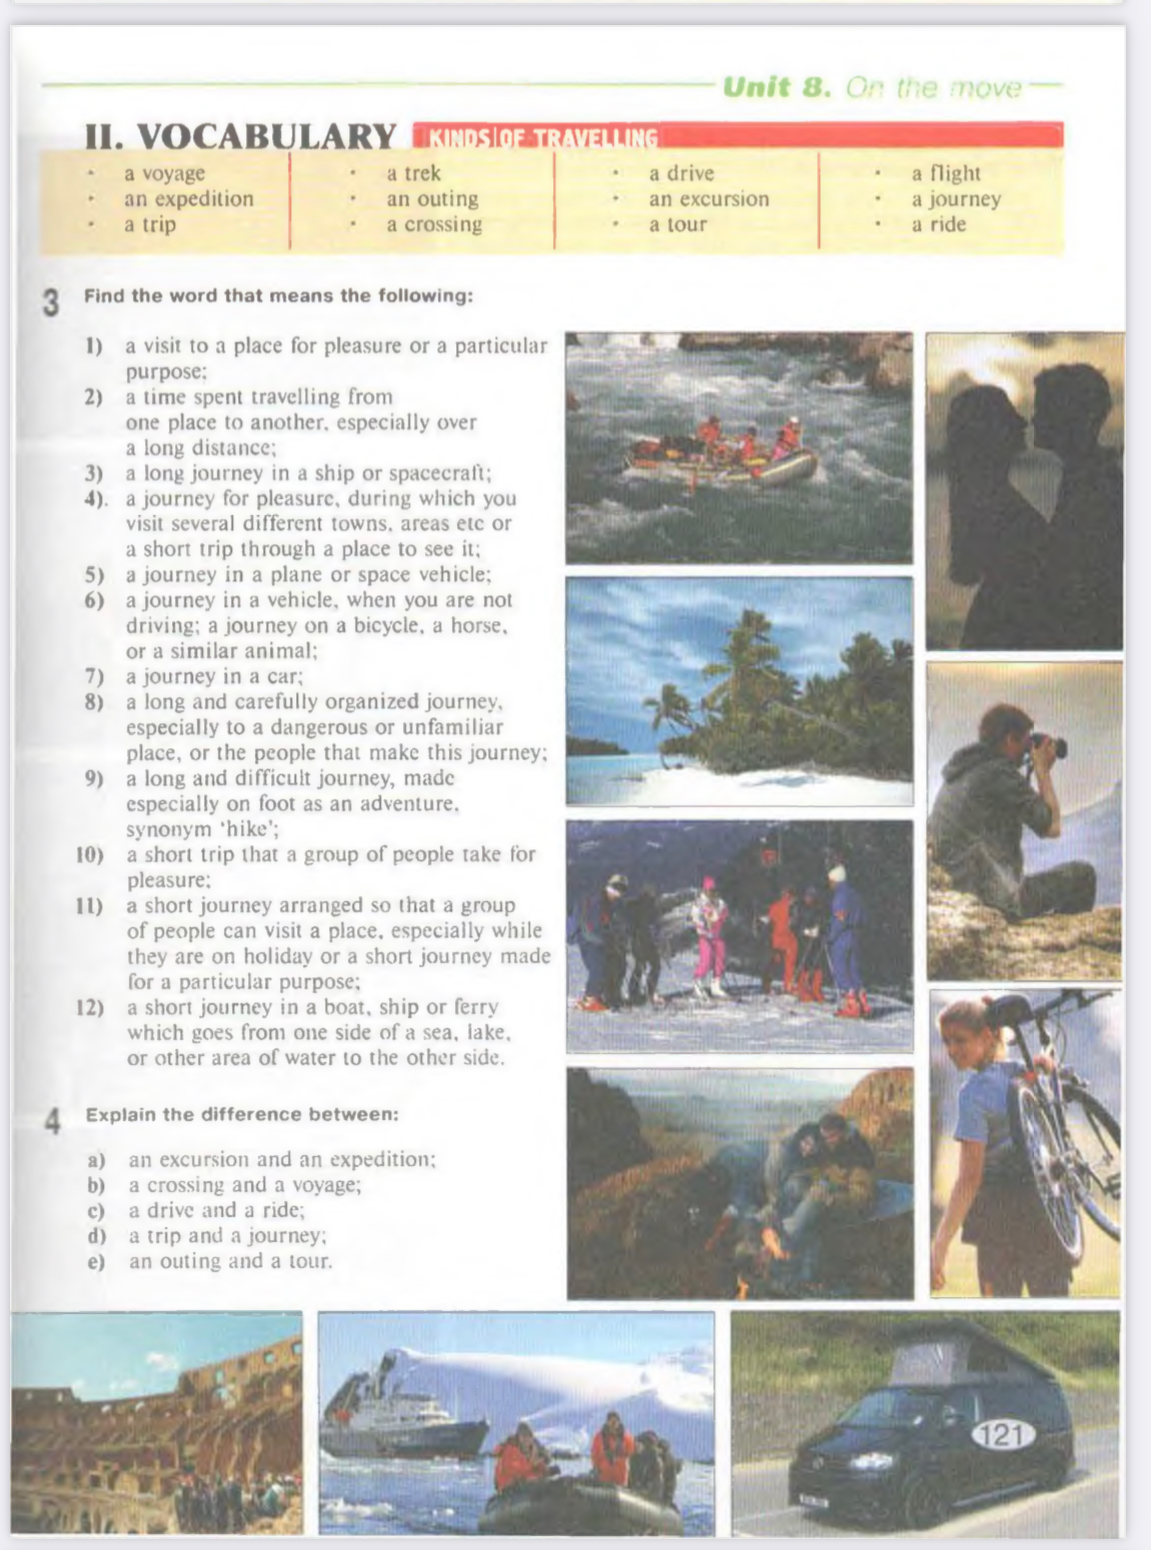 Unit 8. On the move
II. VOCABULARY KINDS OF TRAVELLING
• a voyage
• an expedition
• a trip
• a trek
• an outing
• a crossing
• a drive
• an excursion
• a tour
• a flight
• a journey
• a ride
3 Find the word that means the following:
1) a visit to a place for pleasure or a particular
purpose;
2) a time spent travelling from
one place to another, especially over
a long distance;
3) a long journey in a ship or spacecraft;
4). a journey for pleasure, during which you
visit several different towns, areas etc or
a short trip through a place to see it;
5) a journey in a plane or space vehicle;
6) a journey in a vehicle, when you are not
driving; a journey on a bicycle, a horse,
or a similar animal;
7) a journey in a car;
8) a long and carefully organized journey,
especially to a dangerous or unfamiliar
place, or the people that make this journey;
9) a long and difficult journey, made
especially on foot as an adventure,
synonym ‘hike’;
10) a short trip that a group of people take for
pleasure;
11) a short journey arranged so that a group
of people can visit a place, especially while
they are on holiday or a short journey made
for a particular purpose;
12) a short journey in a boat, ship or ferry
which goes from one side of a sea, lake,
or other area of water to the other side.
4 Explain the difference between:
a) an excursion and an expedition;
b) a crossing and a voyage;
c) a drive and a ride;
d) a trip and a journey;
e) an outing and a tour.
121